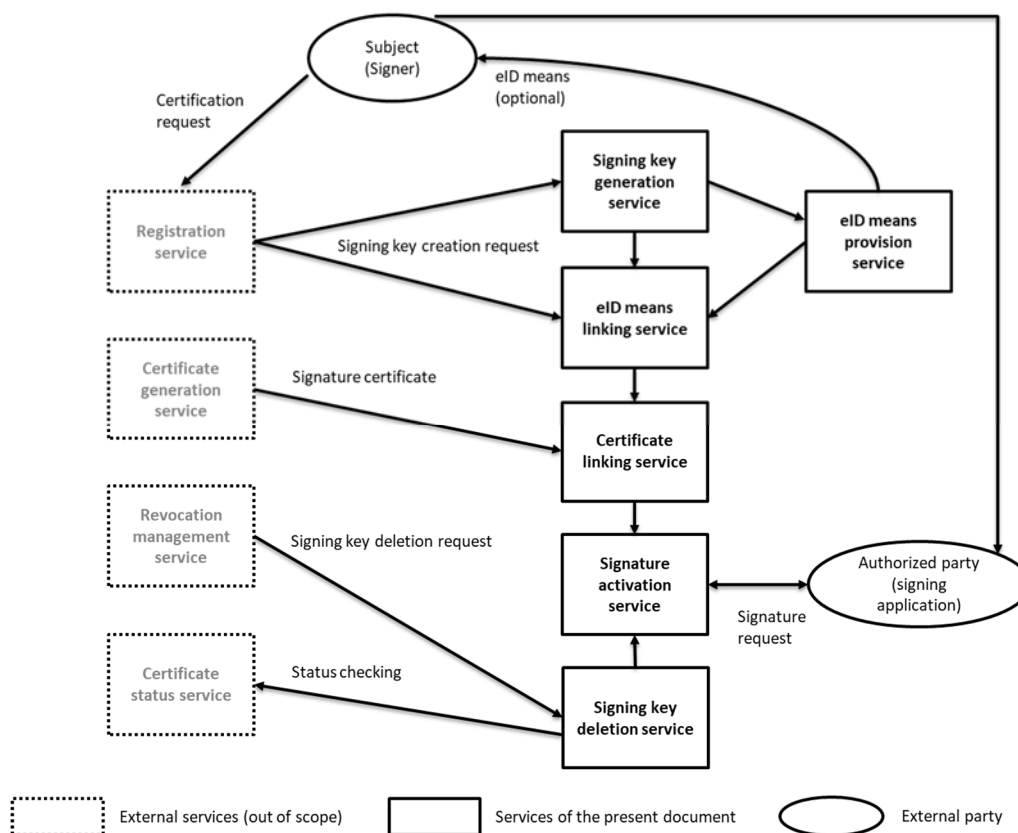 Subject
(Signer)
eID means
(optional)
Certification
request
Signing key
generation
service
Registration
service
eID means
provision
service
Signing key creation request
eID means
linking service
Certificate
generation
service
Signature certificate
Certificate
linking service
Revocation
management
service
Signing key deletion request
Signature
activation
service
Authorized party
(signing
application)
Signature
request
Certificate
status service
Status checking
Signing key
deletion service
External services (out of scope)
Services of the present document
External party